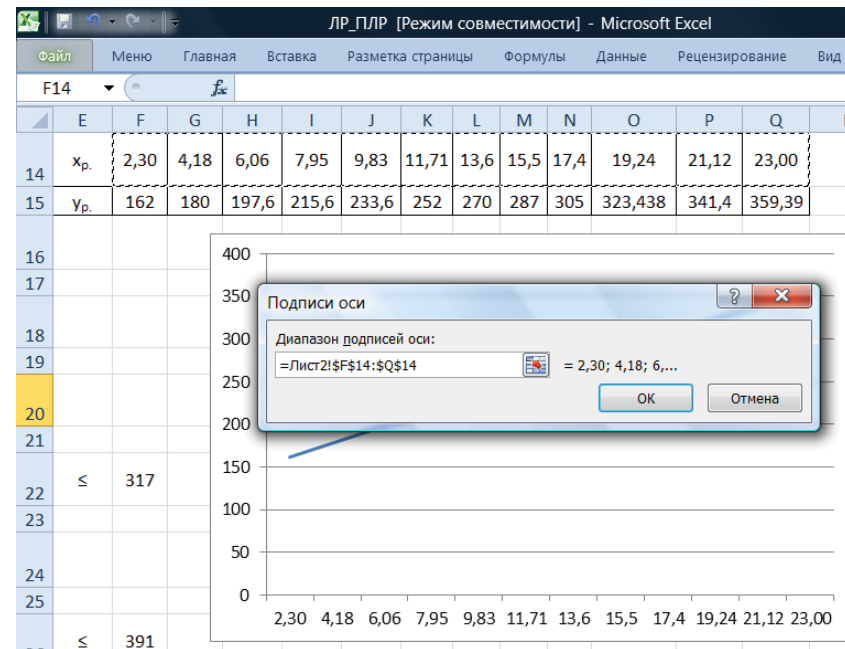 ЛР_ПЛР [Режим совместимости] - Microsoft Excel
Файл Меню Главная Вставка Разметка страницы Формулы Данные Рецензирование Вид
F14 fx
E F G H I J K L M N O P Q
14 xр. 2,30 4,18 6,06 7,95 9,83 11,71 13,6 15,5 17,4 19,24 21,12 23,00
15 yр. 162 180 197,6 215,6 233,6 252 270 287 305 323,438 341,4 359,39
16 400
17
350 Подписи оси
18 300 Диапазон подписей оси:
19 =Лист2!$F$14:$Q$14 = 2,30; 4,18; 6,...
250 ОК Отмена
20 200
21
150
22 ≤ 317
23 100
50
24
25 0
2,30 4,18 6,06 7,95 9,83 11,71 13,6 15,5 17,4 19,24 21,12 23,00
≤ 391